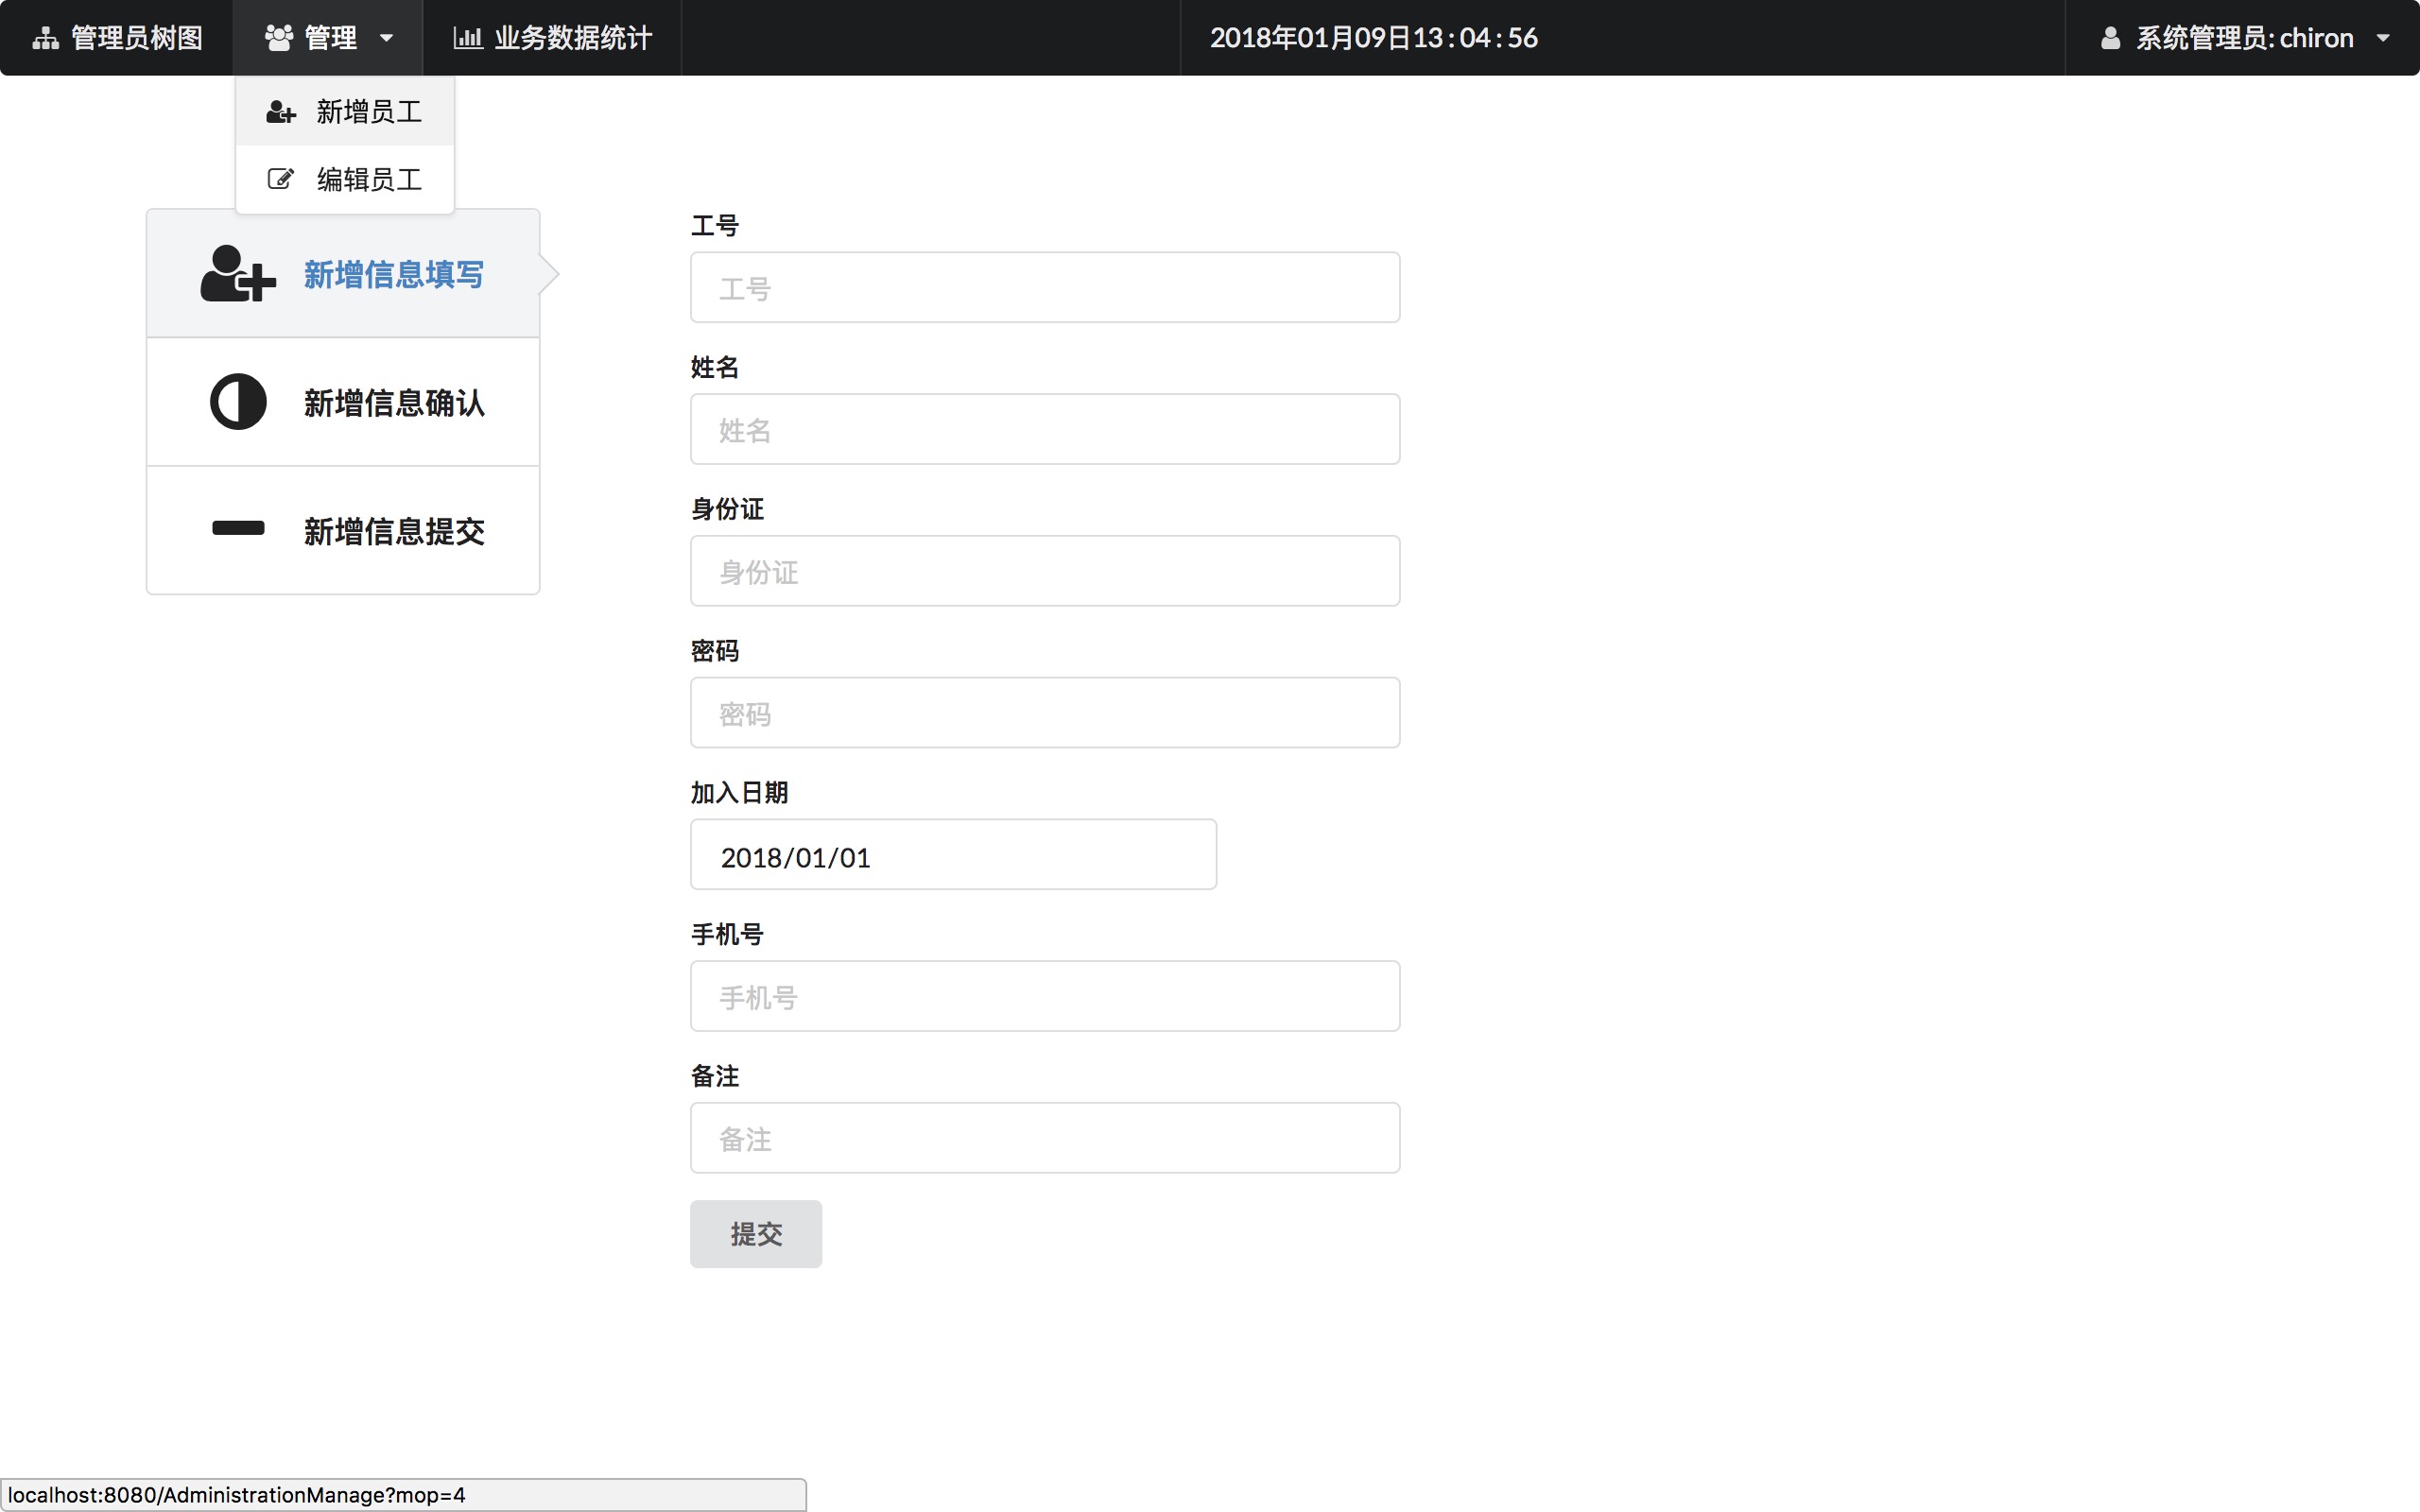 管理员树图 管理 业务数据统计 2018年01月09日13:04:56 系统管理员:chiron
新增员工
编辑员工
新增信息填写
新增信息确认
新增信息提交
工号
工号
姓名
姓名
身份证
身份证
密码
密码
加入日期
2018/01/01
手机号
手机号
备注
备注
提交
localhost:8080/AdministrationManage?mop=4